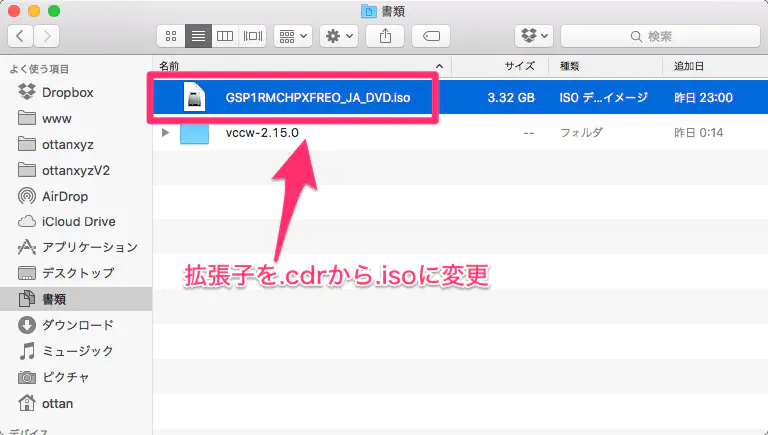 書類
検索
よく使う項目
Dropbox
www
ottanxyz
ottanxyzV2
AirDrop
iCloud Drive
アプリケーション
デスクトップ
書類
ダウンロード
ミュージック
ピクチャ
ottan
デバイス
名前 サイズ 種類 追加日
GSP1RMCHPXFREO_JA_DVD.iso 3.32 GB ISO デ...イメージ 昨日 23:00
vccw-2.15.0 -- フォルダ 昨日 0:14
拡張子を.cdrから.isoに変更